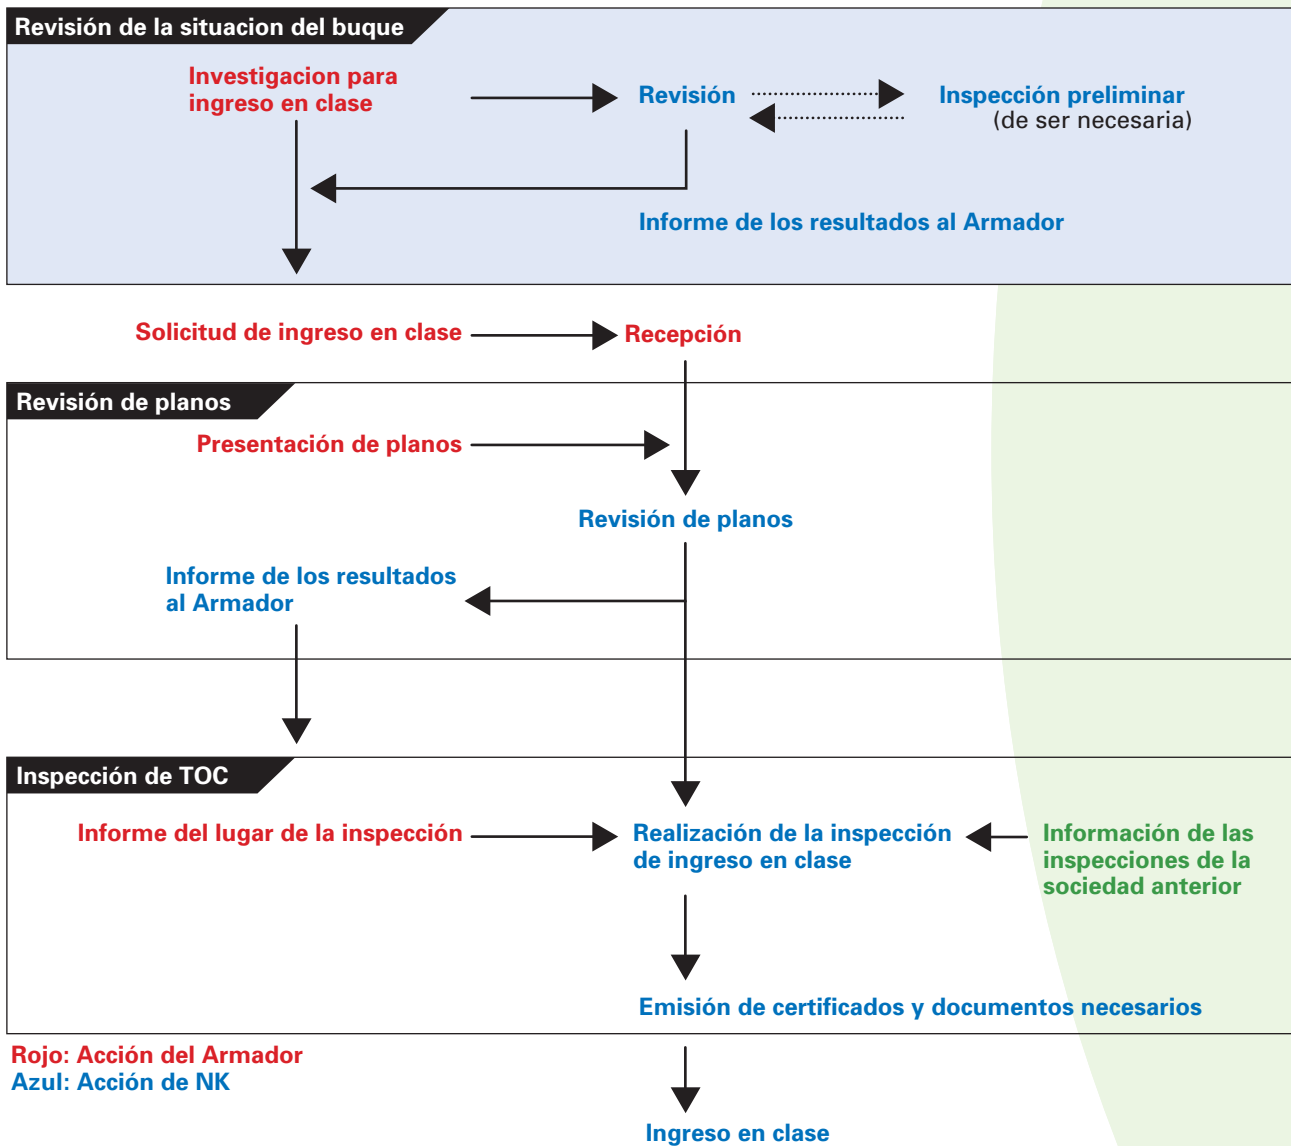 Revisión de la situacion del buque
Investigacion para
ingreso en clase
Revisión
Inspección preliminar
(de ser necesaria)
Informe de los resultados al Armador
Solicitud de ingreso en clase
Recepción
Revisión de planos
Presentación de planos
Revisión de planos
Informe de los resultados
al Armador
Inspección de TOC
Informe del lugar de la inspección
Realización de la inspección
de ingreso en clase
Información de las
inspecciones de la
sociedad anterior
Emisión de certificados y documentos necesarios
Rojo: Acción del Armador
Azul: Acción de NK
Ingreso en clase